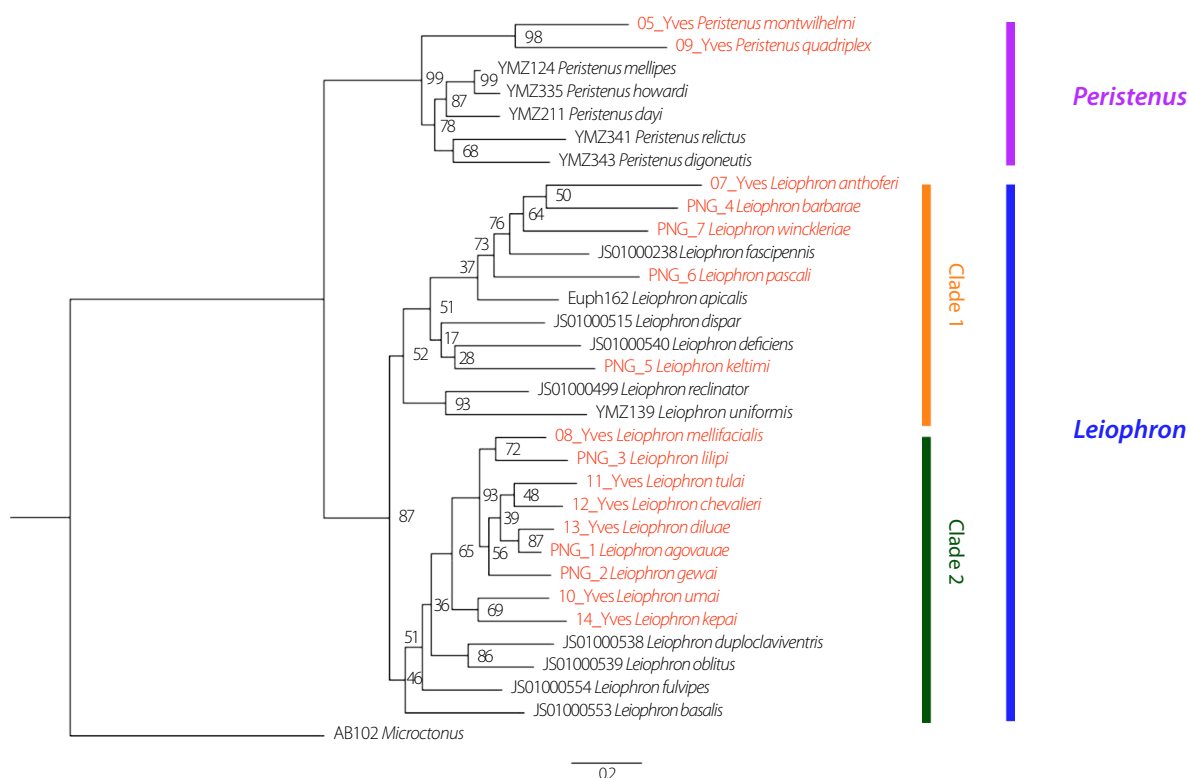 05_Yves Peristenus montwilhelmi
98
09_Yves Peristenus quadriplex
YMZ124 Peristenus mellipes
99
99
YMZ335 Peristenus howardi
87
YMZ211 Peristenus dayi
78
YMZ341 Peristenus relictus
68
YMZ343 Peristenus digoneutis
Peristenus
07_Yves Leiophron anthoferi
50
PNG_4 Leiophron barbarae
64
76
PNG_7 Leiophron winckleriae
73
JS01000238 Leiophron fascipennis
37
PNG_6 Leiophron pascali
Euph162 Leiophron apicalis
51
JS01000515 Leiophron dispar
17
JS01000540 Leiophron deficiens
52
28
PNG_5 Leiophron keltimi
JS01000499 Leiophron reclinator
93
YMZ139 Leiophron uniformis
Clade 1
Leiophron
08_Yves Leiophron mellifacialis
72
PNG_3 Leiophron lilipi
11_Yves Leiophron tulai
93
48
12_Yves Leiophron chevalieri
87
39
13_Yves Leiophron diluae
87
65
56
PNG_1 Leiophron agovauae
PNG_2 Leiophron gewai
10_Yves Leiophron umai
36
69
14_Yves Leiophron kepai
51
JS01000538 Leiophron duploclaviventris
86
JS01000539 Leiophron oblitus
46
JS01000554 Leiophron fulvipes
JS01000553 Leiophron basalis
Clade 2
AB102 Microctonus
02